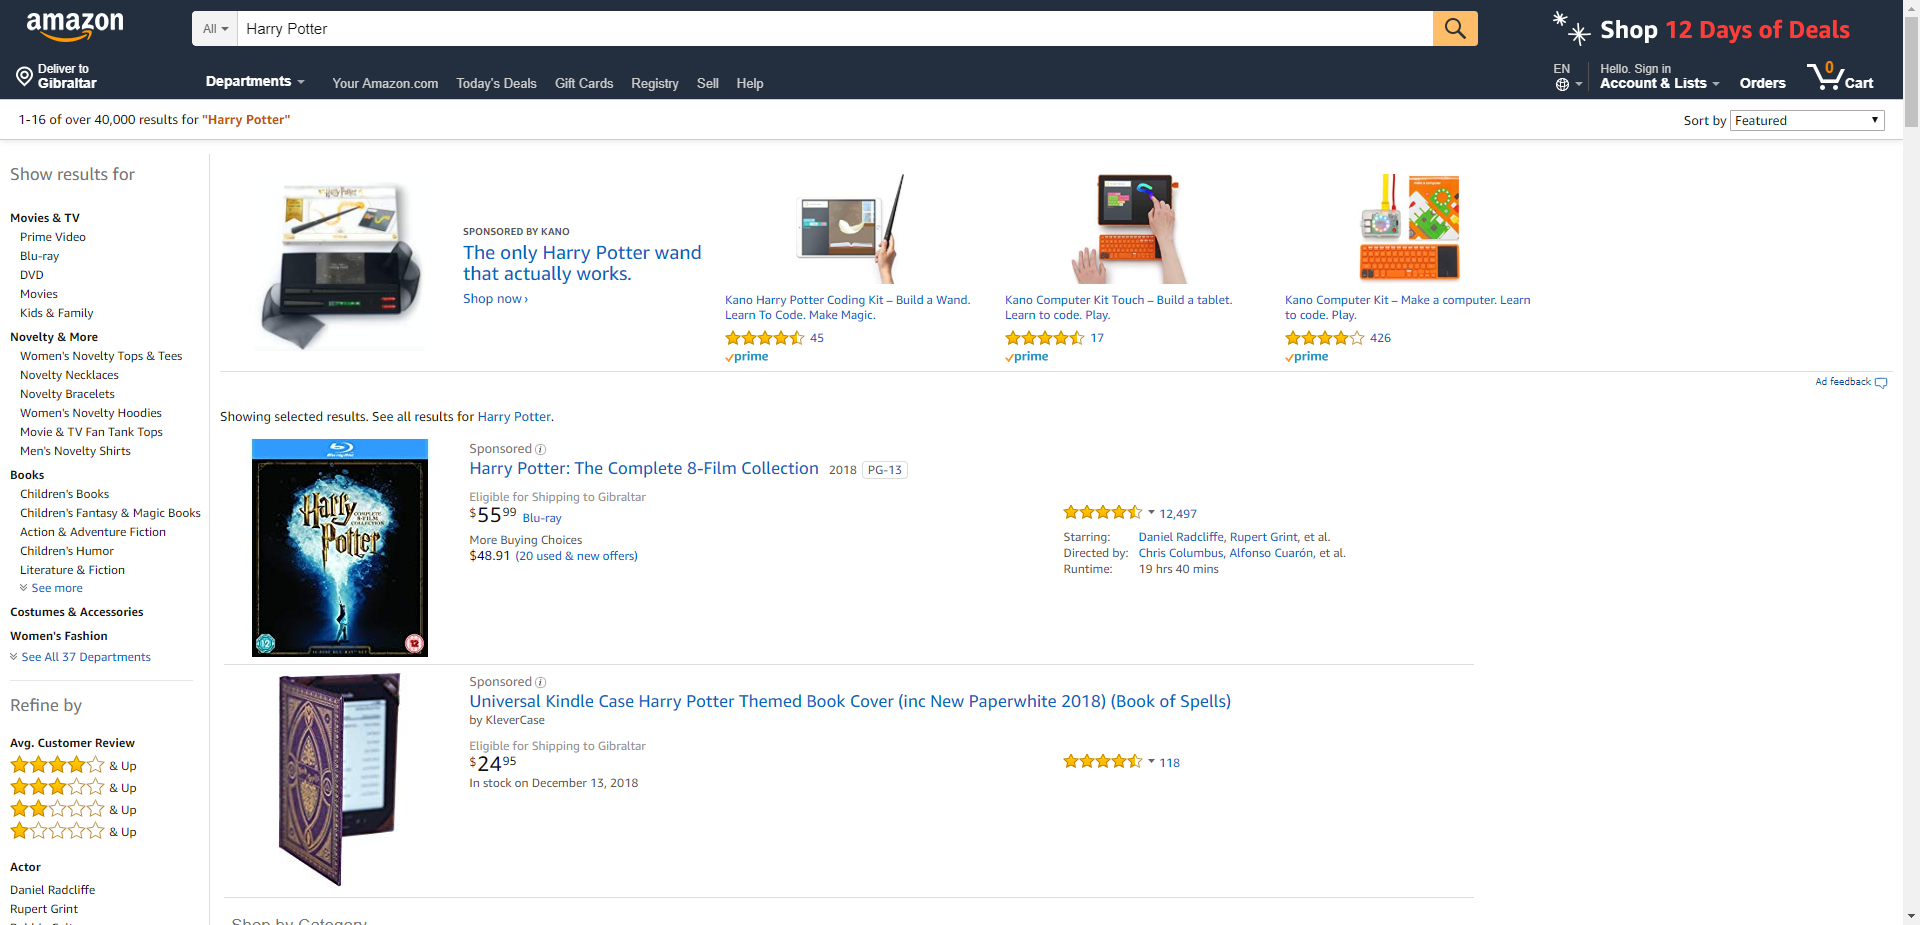 amazon
All
Harry Potter
Shop 12 Days of Deals
Deliver to
Gibraltar
Departments
Your Amazon.com
Today's Deals
Gift Cards
Registry
Sell
Help
EN
Hello. Sign in
Account & Lists
Orders
0
Cart
1-16 of over 40,000 results for "Harry Potter"
Sort by Featured
Show results for
Movies & TV
Prime Video
Blu-ray
DVD
Movies
Kids & Family
Novelty & More
Women's Novelty Tops & Tees
Novelty Necklaces
Novelty Bracelets
Women's Novelty Hoodies
Movie & TV Fan Tank Tops
Men's Novelty Shirts
Books
Children's Books
Children's Fantasy & Magic Books
Action & Adventure Fiction
Children's Humor
Literature & Fiction
See more
Costumes & Accessories
Women's Fashion
See All 37 Departments
Refine by
Avg. Customer Review
& Up
& Up
& Up
& Up
Actor
Daniel Radcliffe
Rupert Grint
Harry Potter
SPONSORED BY KANO
The only Harry Potter wand
that actually works.
Shop now ›
Kano Harry Potter Coding Kit – Build a Wand.
Learn To Code. Make Magic.
45
prime
Kano Computer Kit Touch – Build a tablet.
Learn to code. Play.
17
prime
Kano Computer Kit – Make a computer. Learn
to code. Play.
426
prime
Ad feedback
Showing selected results. See all results for Harry Potter.
Harry
Potter
COMPLETE
8-FILM
COLLECTION
12
12
Sponsored
Harry Potter: The Complete 8-Film Collection 2018 PG-13
Eligible for Shipping to Gibraltar
$55 99 Blu-ray
More Buying Choices
$48.91 (20 used & new offers)
12,497
Starring: Daniel Radcliffe, Rupert Grint, et al.
Directed by: Chris Columbus, Alfonso Cuarón, et al.
Runtime: 19 hrs 40 mins
Sponsored
Universal Kindle Case Harry Potter Themed Book Cover (inc New Paperwhite 2018) (Book of Spells)
by KleverCase
Eligible for Shipping to Gibraltar
$24 95
In stock on December 13, 2018
118
Shop by Category